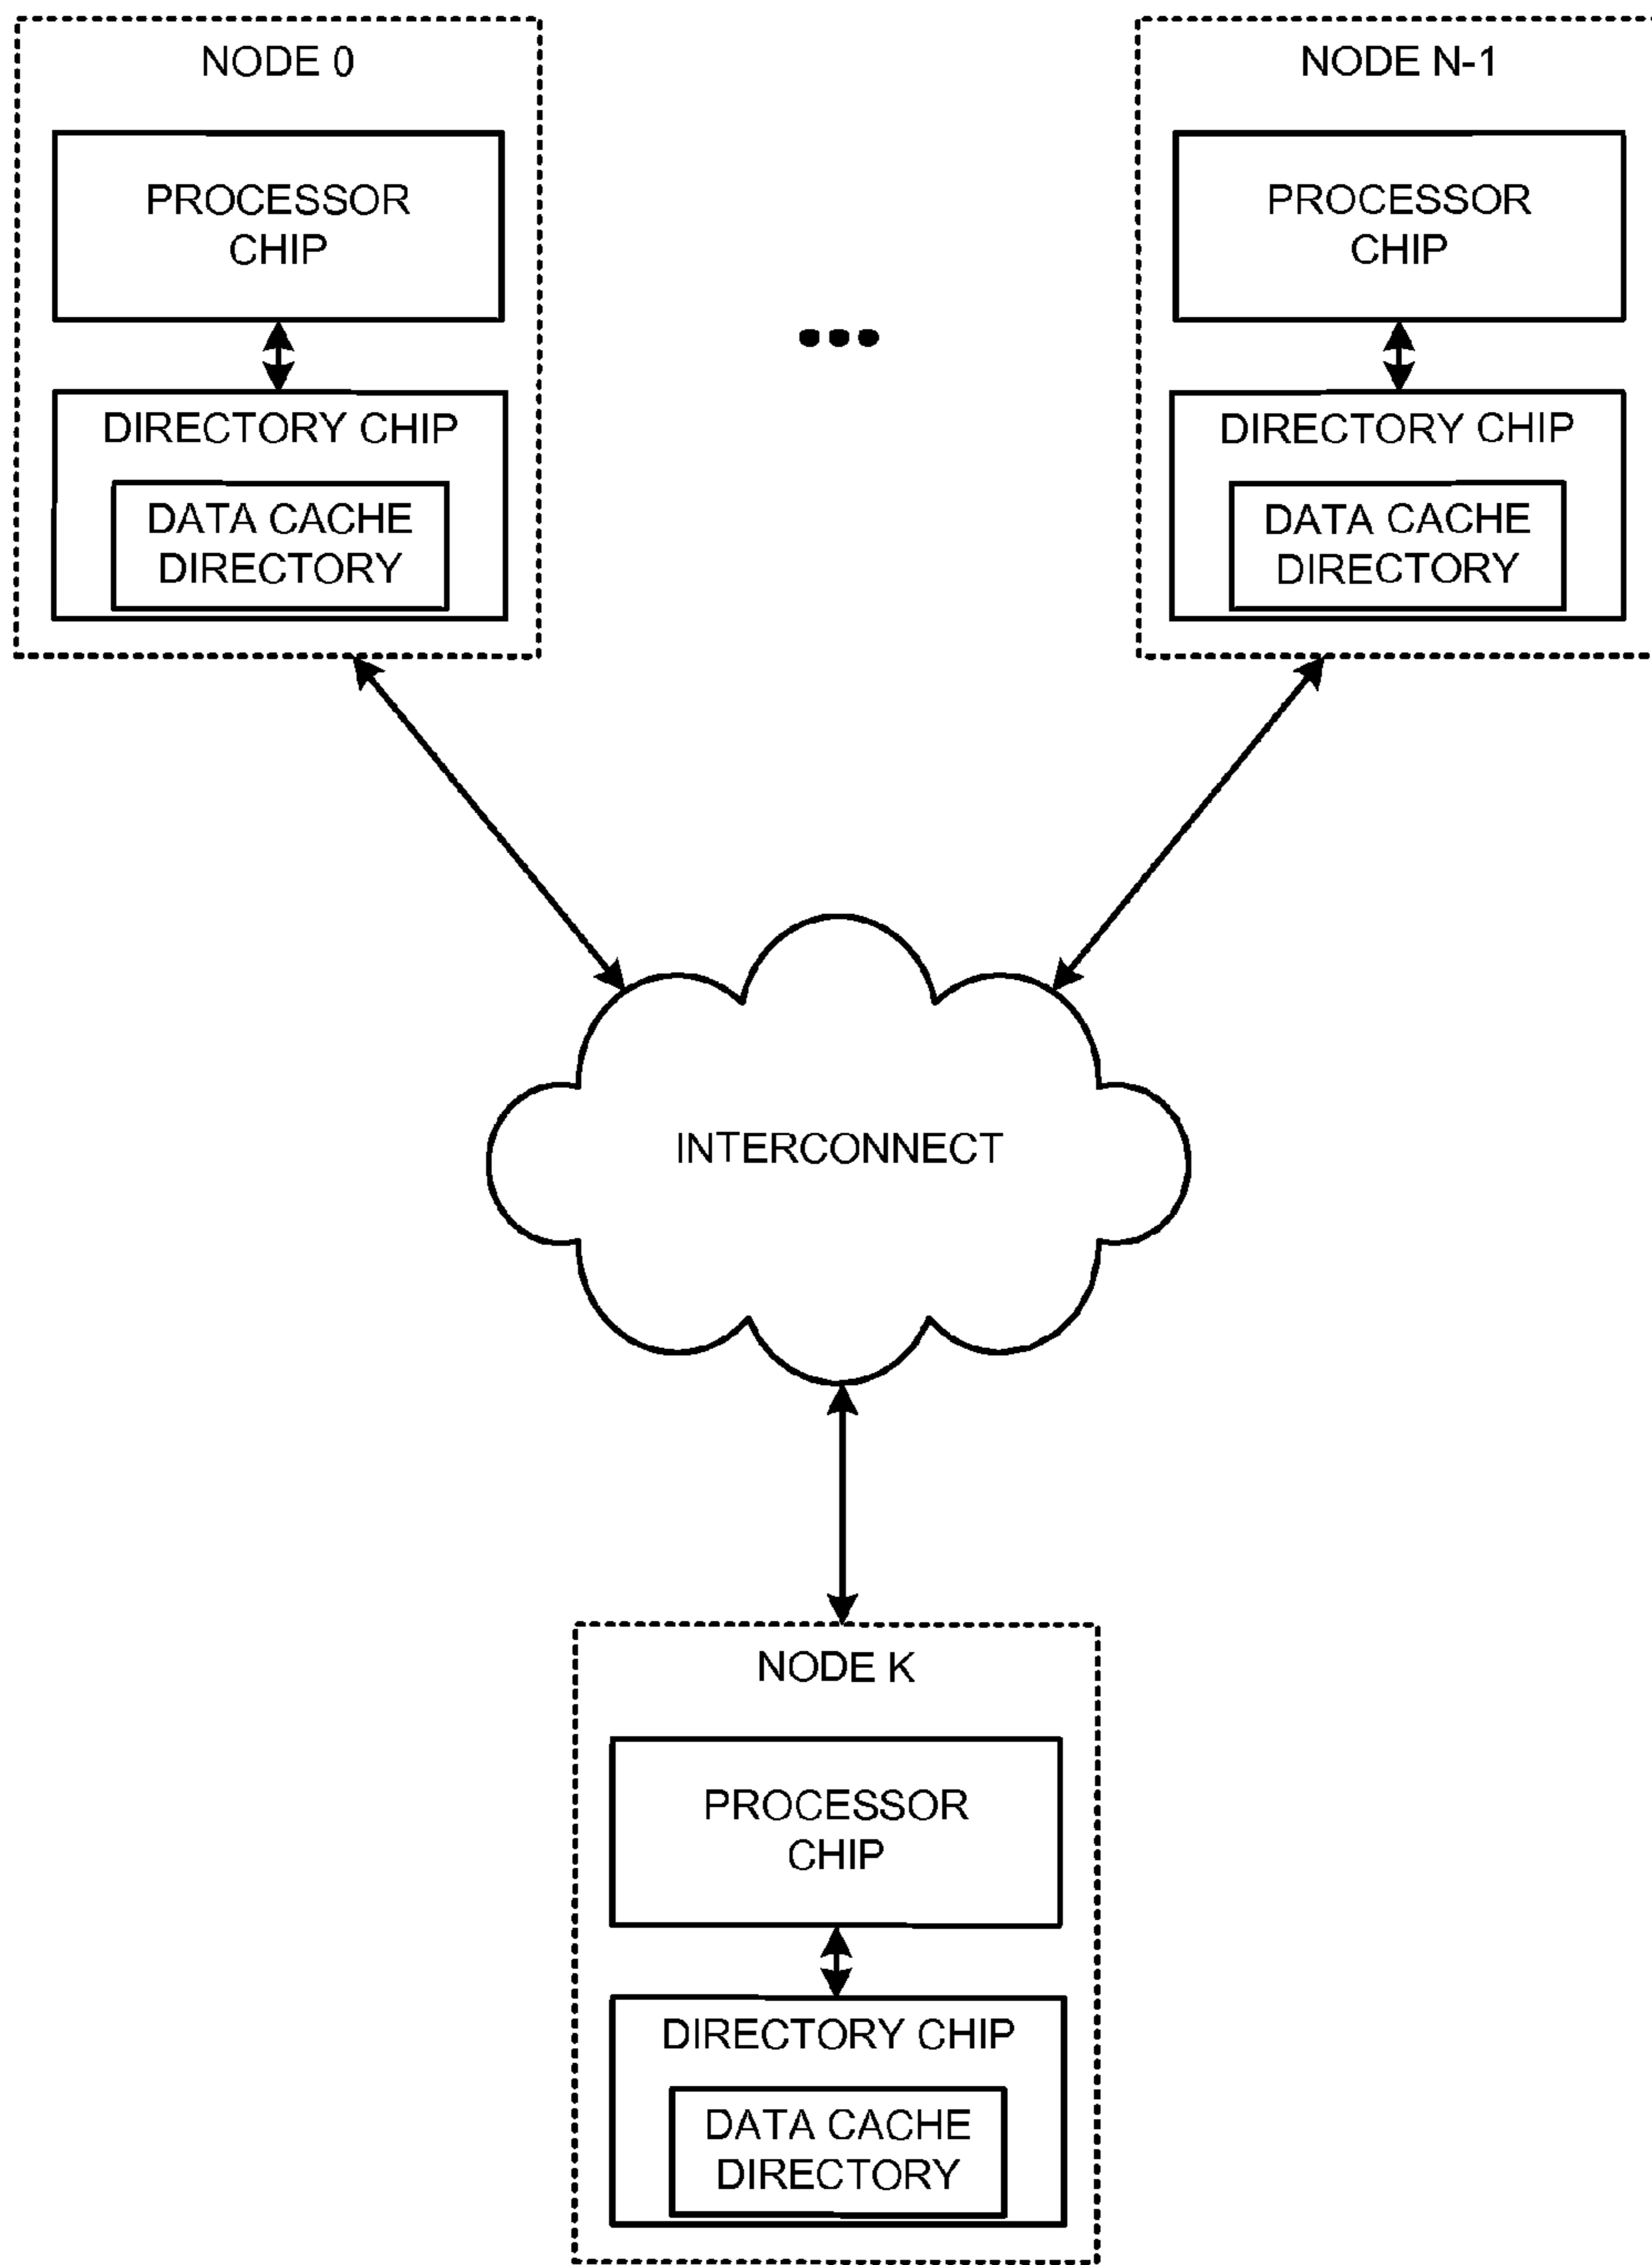 NODE 0
PROCESSOR
CHIP
DIRECTORY CHIP
DATA CACHE
DIRECTORY
NODE N-1
PROCESSOR
CHIP
DIRECTORY CHIP
DATA CACHE
DIRECTORY
INTERCONNECT
NODE K
PROCESSOR
CHIP
DIRECTORY CHIP
DATA CACHE
DIRECTORY